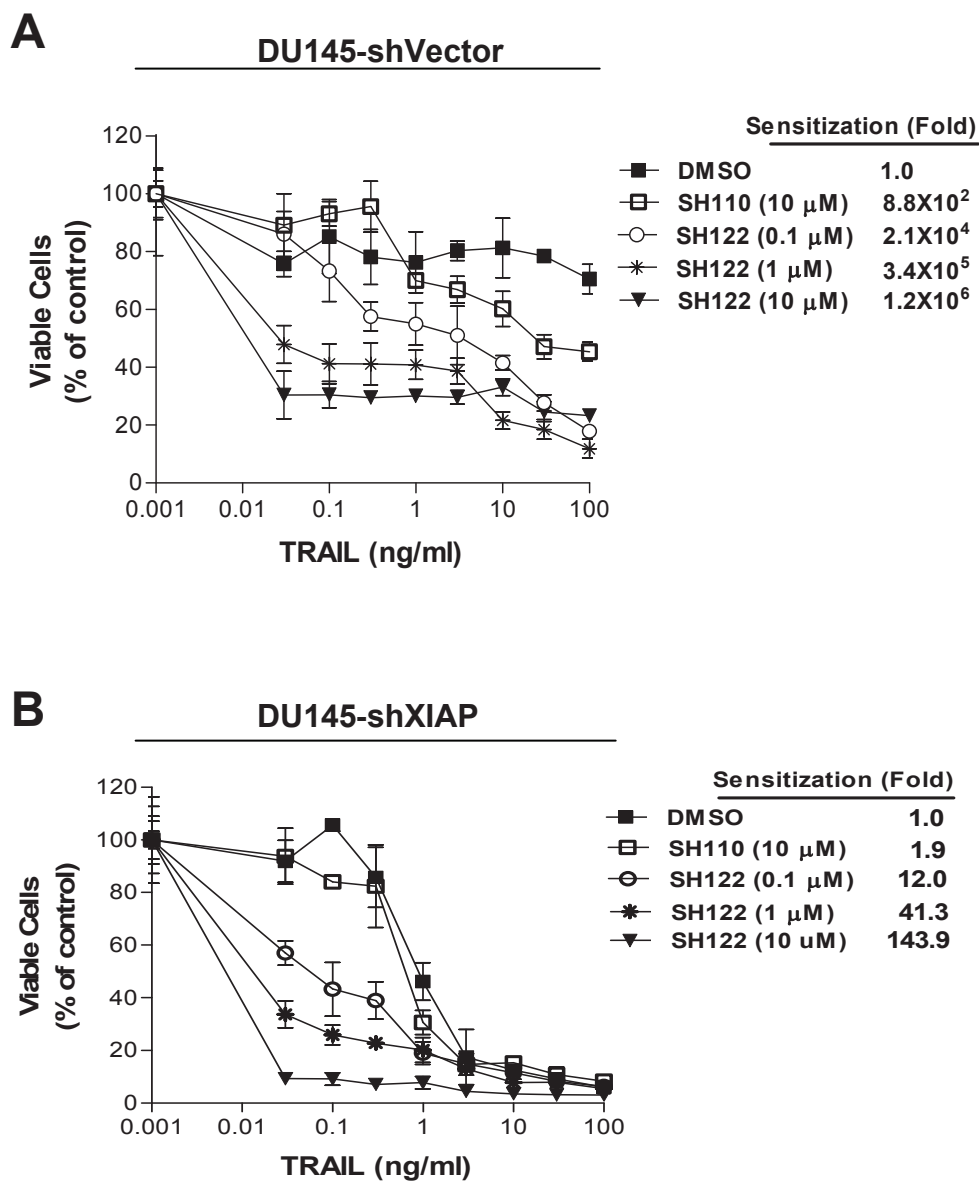 A
DU145-shVector
Sensitization (Fold)
DMSO 1.0
SH110 (10 μM) 8.8X10²
SH122 (0.1 μM) 2.1X10⁴
SH122 (1 μM) 3.4X10⁵
SH122 (10 μM) 1.2X10⁶
Viable Cells
(% of control)
120
100
80
60
40
20
0
0.001 0.01 0.1 1 10 100
TRAIL (ng/ml)
B
DU145-shXIAP
Sensitization (Fold)
DMSO 1.0
SH110 (10 μM) 1.9
SH122 (0.1 μM) 12.0
SH122 (1 μM) 41.3
SH122 (10 uM) 143.9
Viable Cells
(% of control)
120
100
80
60
40
20
0
0.001 0.01 0.1 1 10 100
TRAIL (ng/ml)